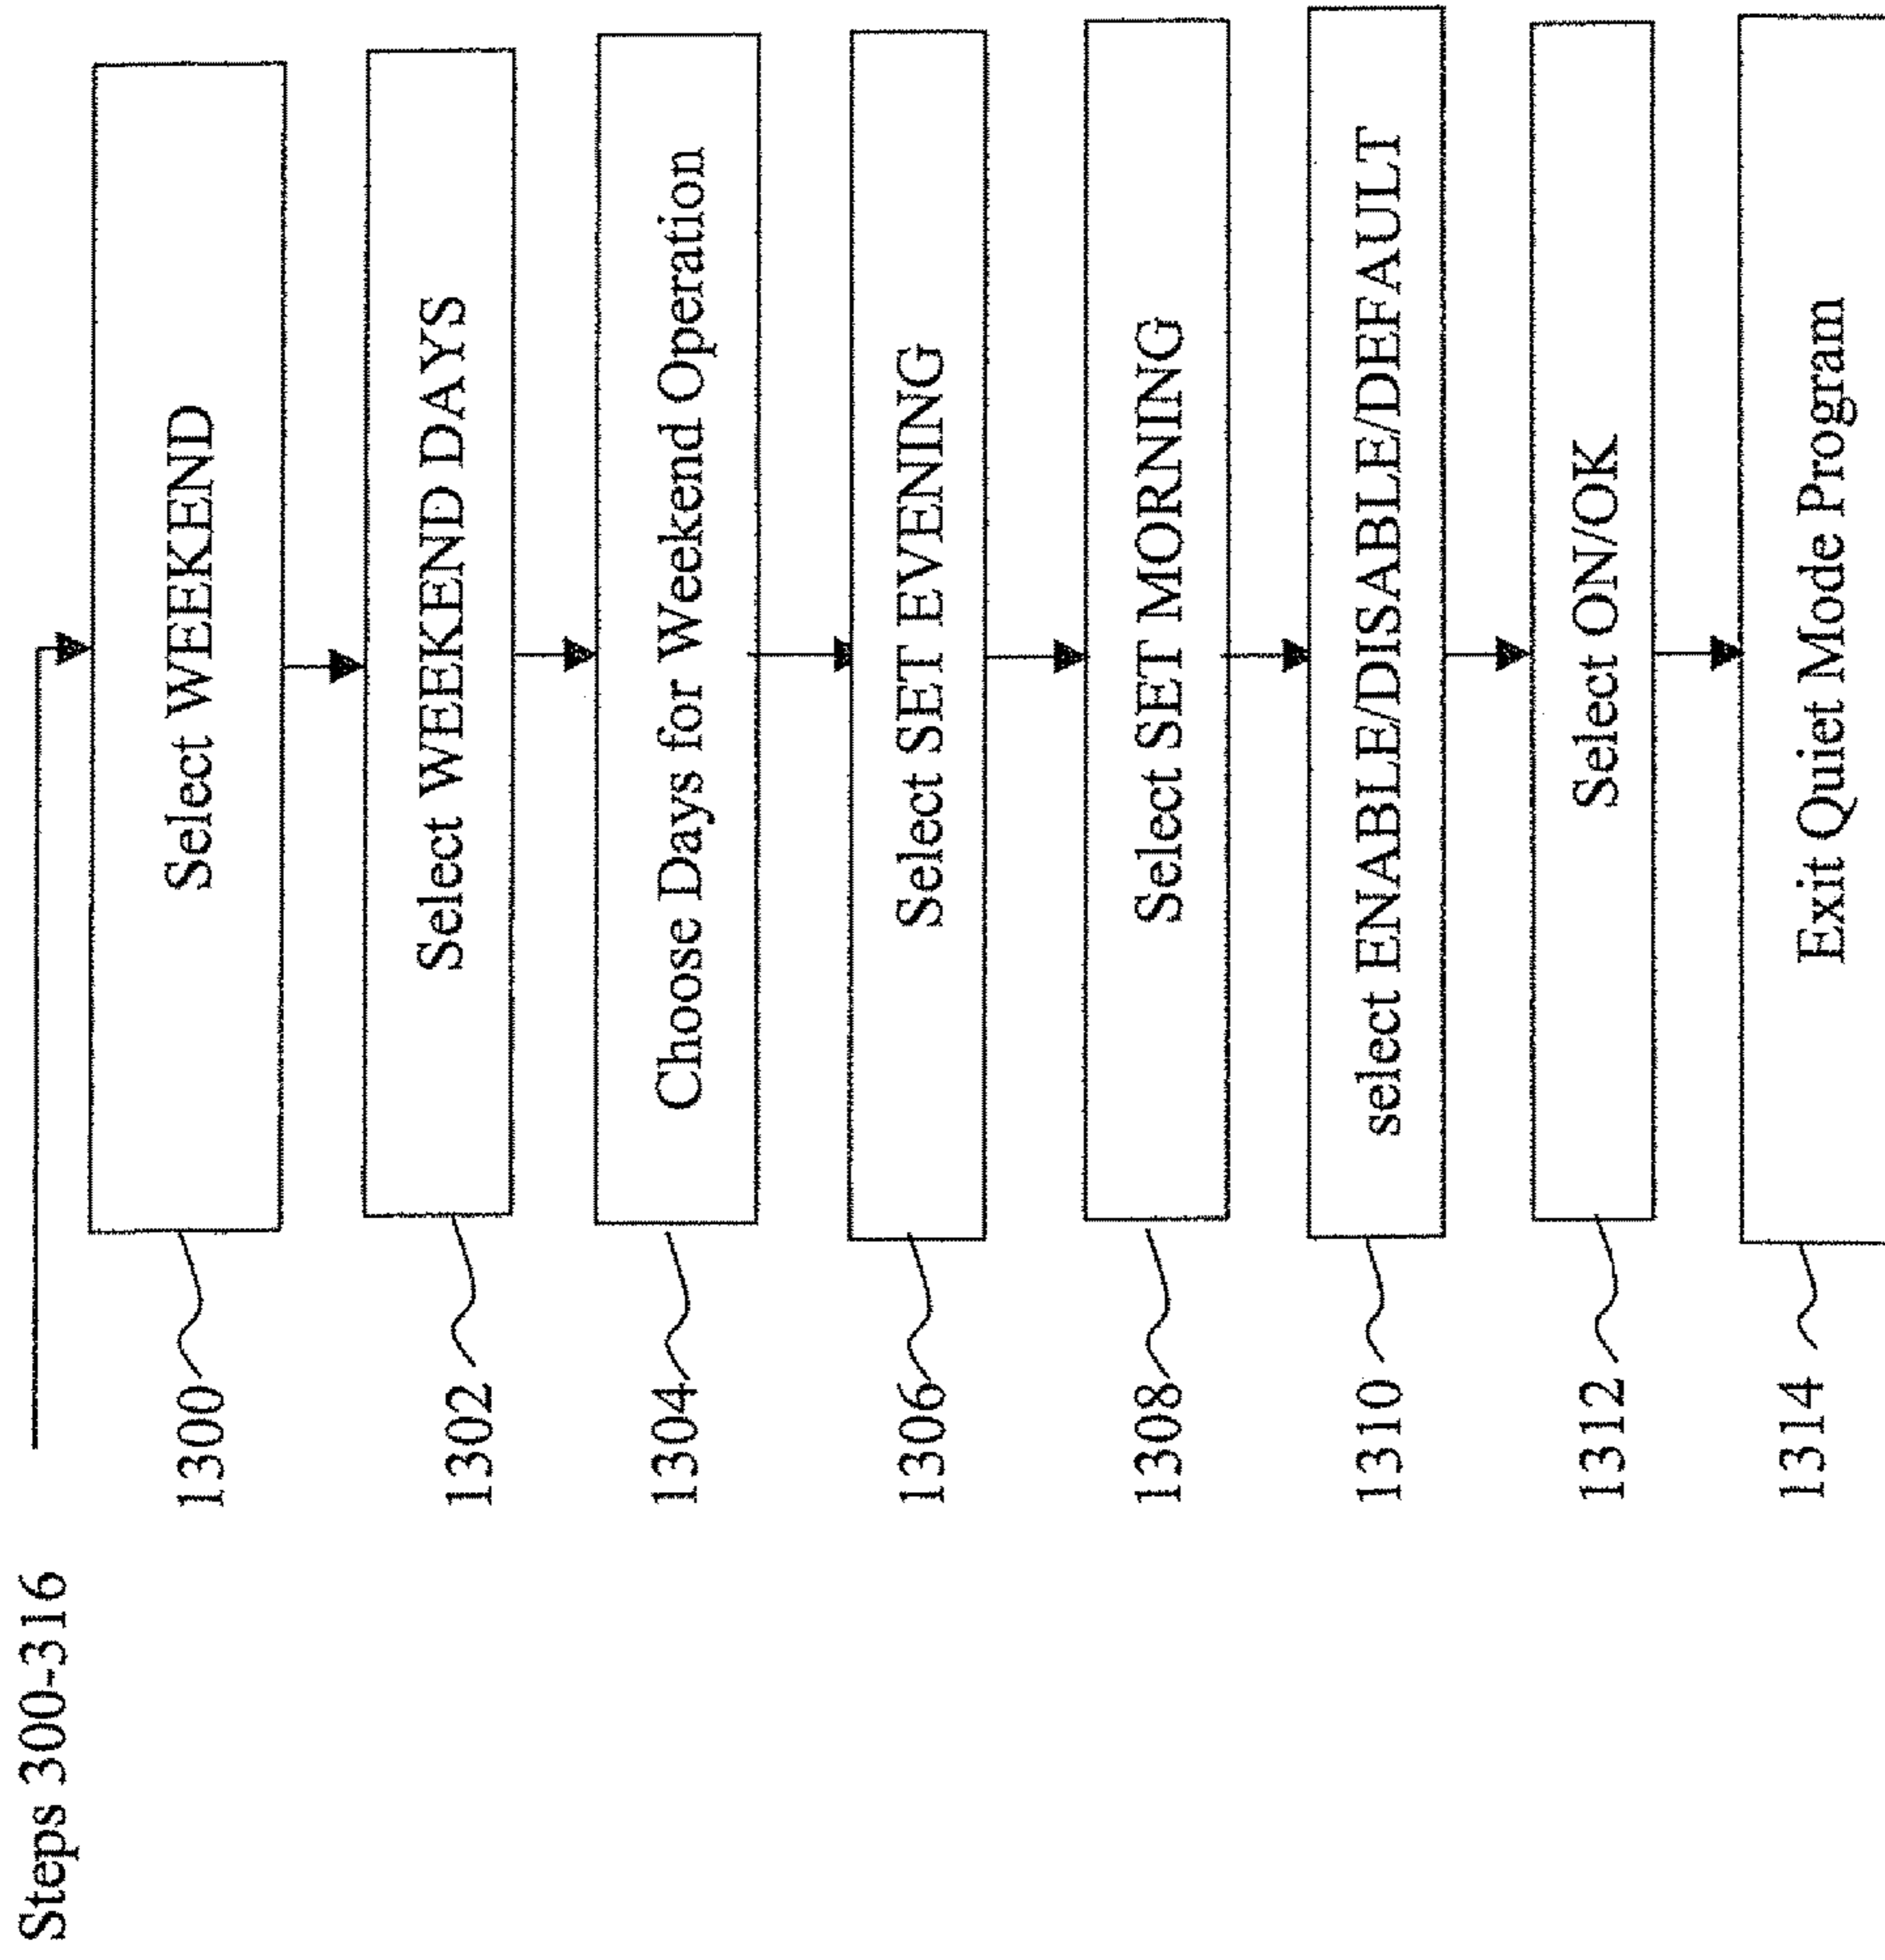 Steps 300-316
1300 Select WEEKEND
1302 Select WEEKEND DAYS
1304 Choose Days for Weekend Operation
1306 Select SET EVENING
1308 Select SET MORNING
1310 select ENABLE/DISABLE/DEFAULT
1312 Select ON/OK
1314 Exit Quiet Mode Program